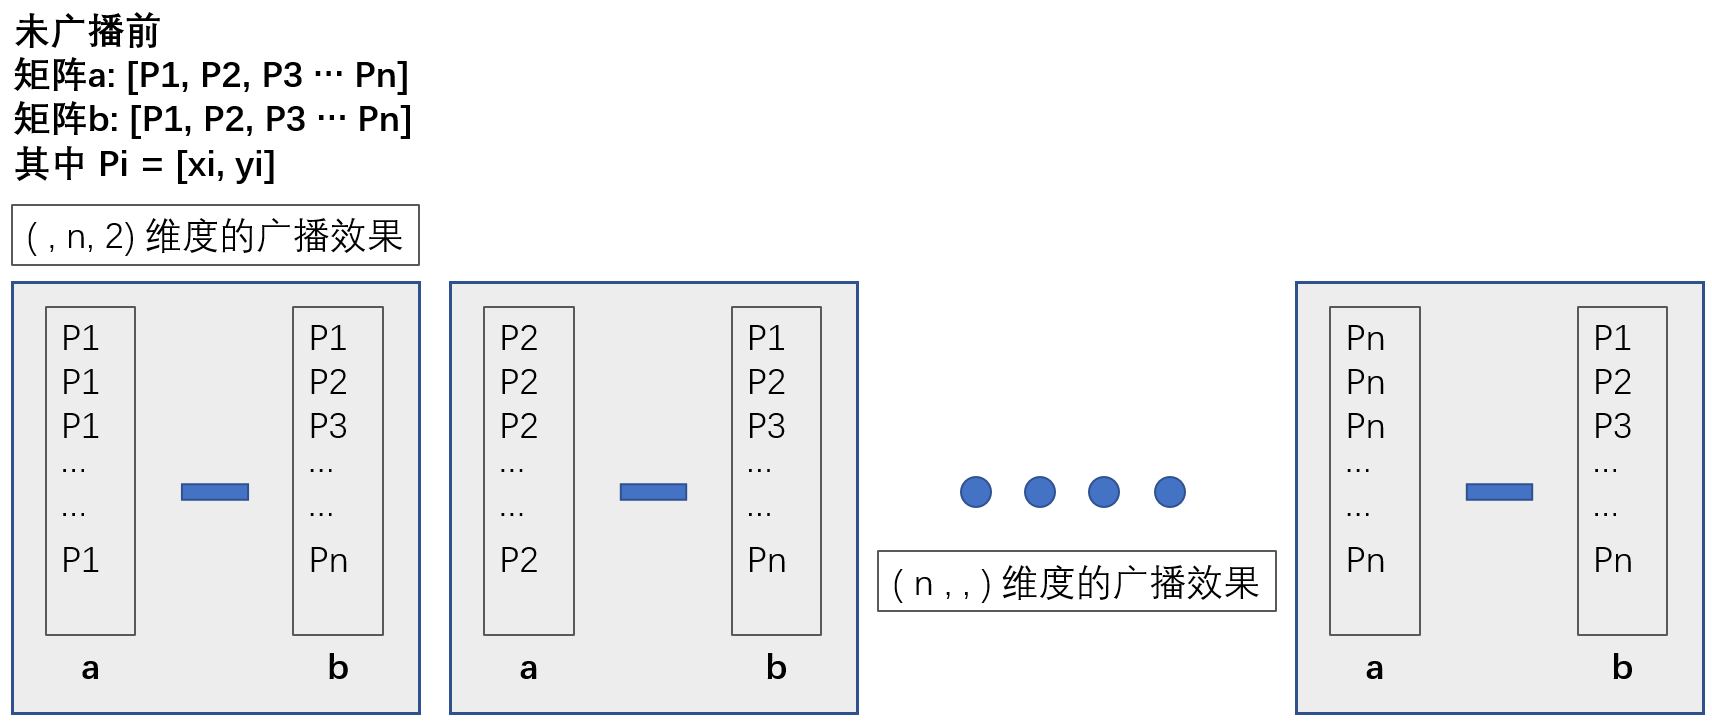 未广播前
矩阵a: [P1, P2, P3 ··· Pn]
矩阵b: [P1, P2, P3 ··· Pn]
其中 Pi = [xi, yi]
( , n, 2) 维度的广播效果
P1
P1
P1
...
...
P1
a
P1
P2
P3
...
...
Pn
b
P2
P2
P2
...
...
P2
a
P1
P2
P3
...
...
Pn
b
( n , , ) 维度的广播效果
Pn
Pn
Pn
...
...
Pn
a
P1
P2
P3
...
...
Pn
b